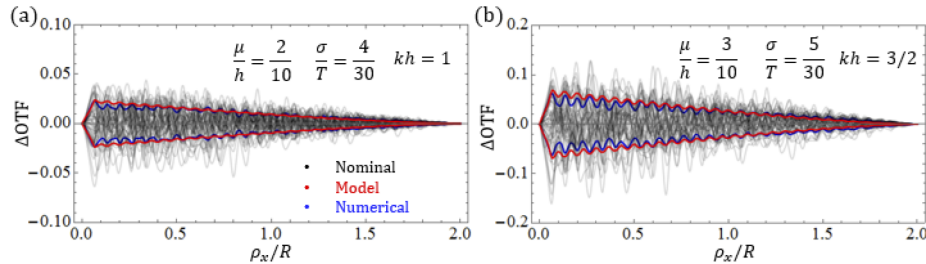 (a)
0.10
0.05
0.00
−0.05
−0.10
ΔOTF
μ/h = 2/10 σ/T = 4/30 kh = 1
Nominal
Model
Numerical
0.0 0.5 1.0 1.5 2.0
ρx/R
(b)
0.2
0.1
0.0
−0.1
−0.2
ΔOTF
μ/h = 3/10 σ/T = 5/30 kh = 3/2
0.0 0.5 1.0 1.5 2.0
ρx/R